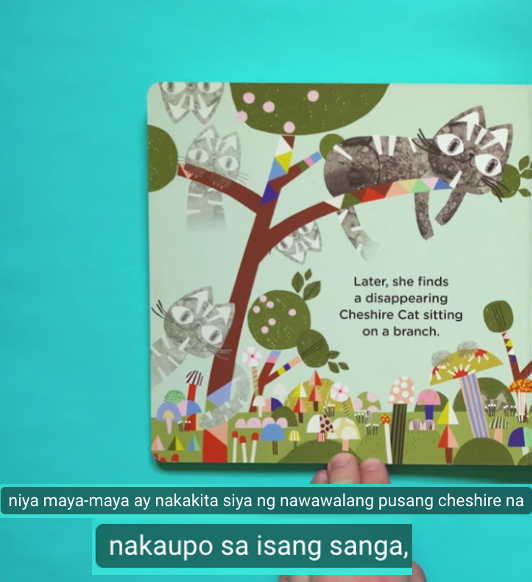 Later, she finds
a disappearing
Cheshire Cat sitting
on a branch.
niya maya-maya ay nakakita siya ng nawawalang pusang cheshire na
nakaupo sa isang sanga,